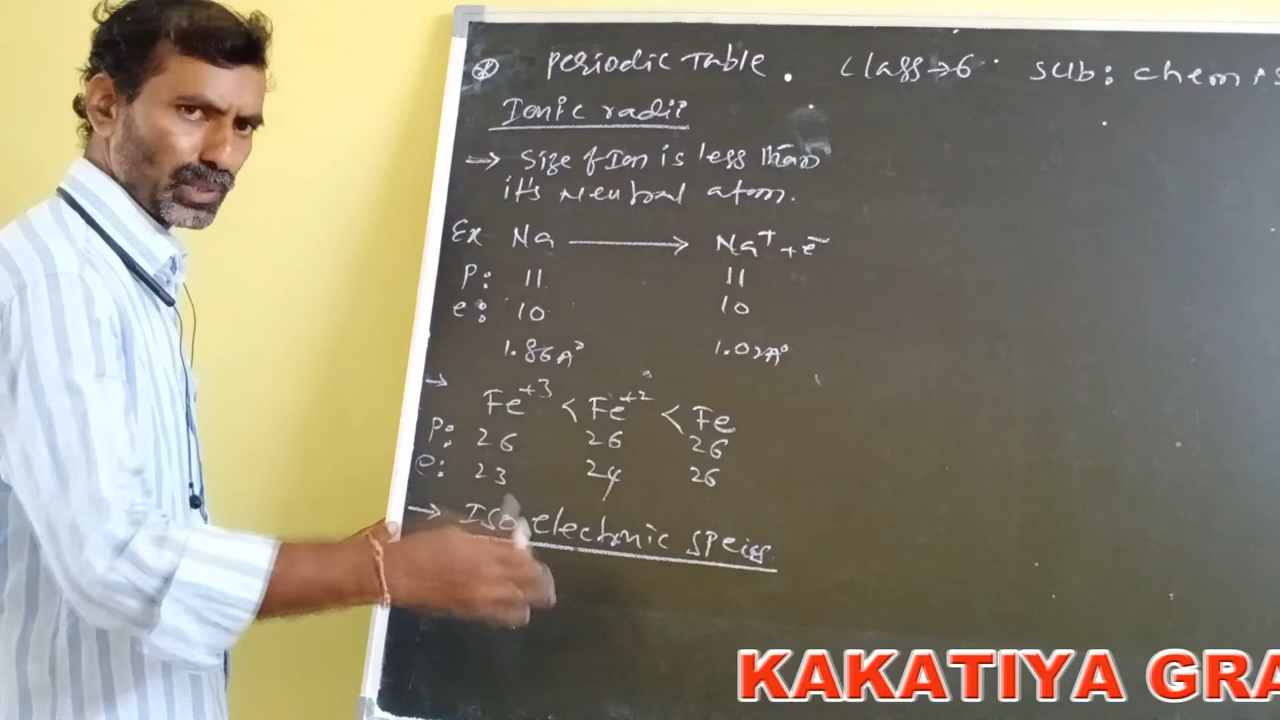 Periodic Table. Class → 6 Sub: Chemis
Ionic radii
→ Size of Ion is less than
it's Neutral atom.
Ex Na → Na⁺ + e⁻
P: 11 11
e: 10 10
1.86A° 1.02A°
→ Fe⁺³ < Fe⁺² < Fe
P: 26 26 26
e: 23 24 26
→ Iso electronic Speiss
KAKATIYA GRA